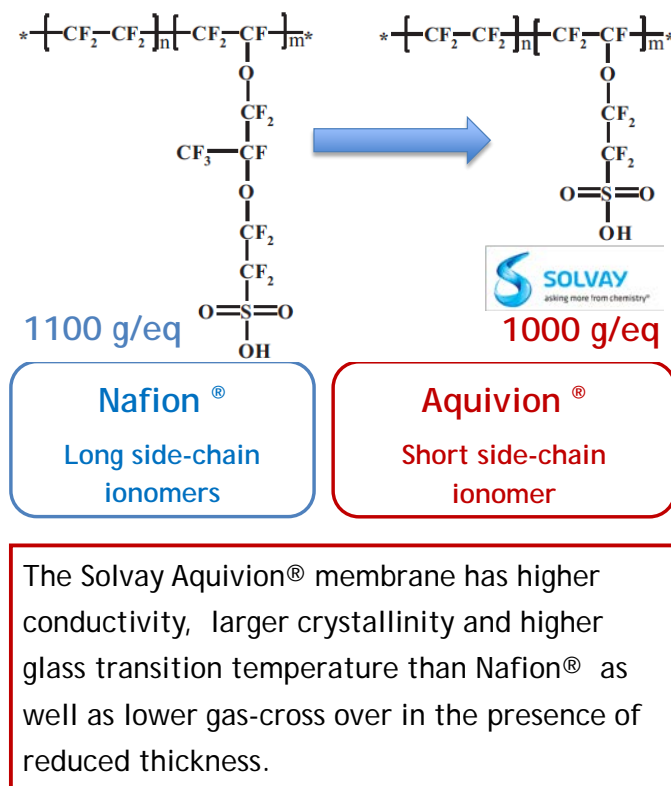 *-[-CF2—CF2-]n[-CF2—CF-]m* *-[-CF2—CF2-]n[-CF2—CF-]m*
O O
CF2 CF2
CF3—CF CF2
O O=S=O
CF2 OH
CF2
O=S=O
OH
SOLVAY
asking more from chemistry®
1100 g/eq 1000 g/eq
Nafion ®
Long side-chain
ionomers
Aquivion ®
Short side-chain
ionomer
The Solvay Aquivion® membrane has higher
conductivity, larger crystallinity and higher
glass transition temperature than Nafion® as
well as lower gas-cross over in the presence of
reduced thickness.